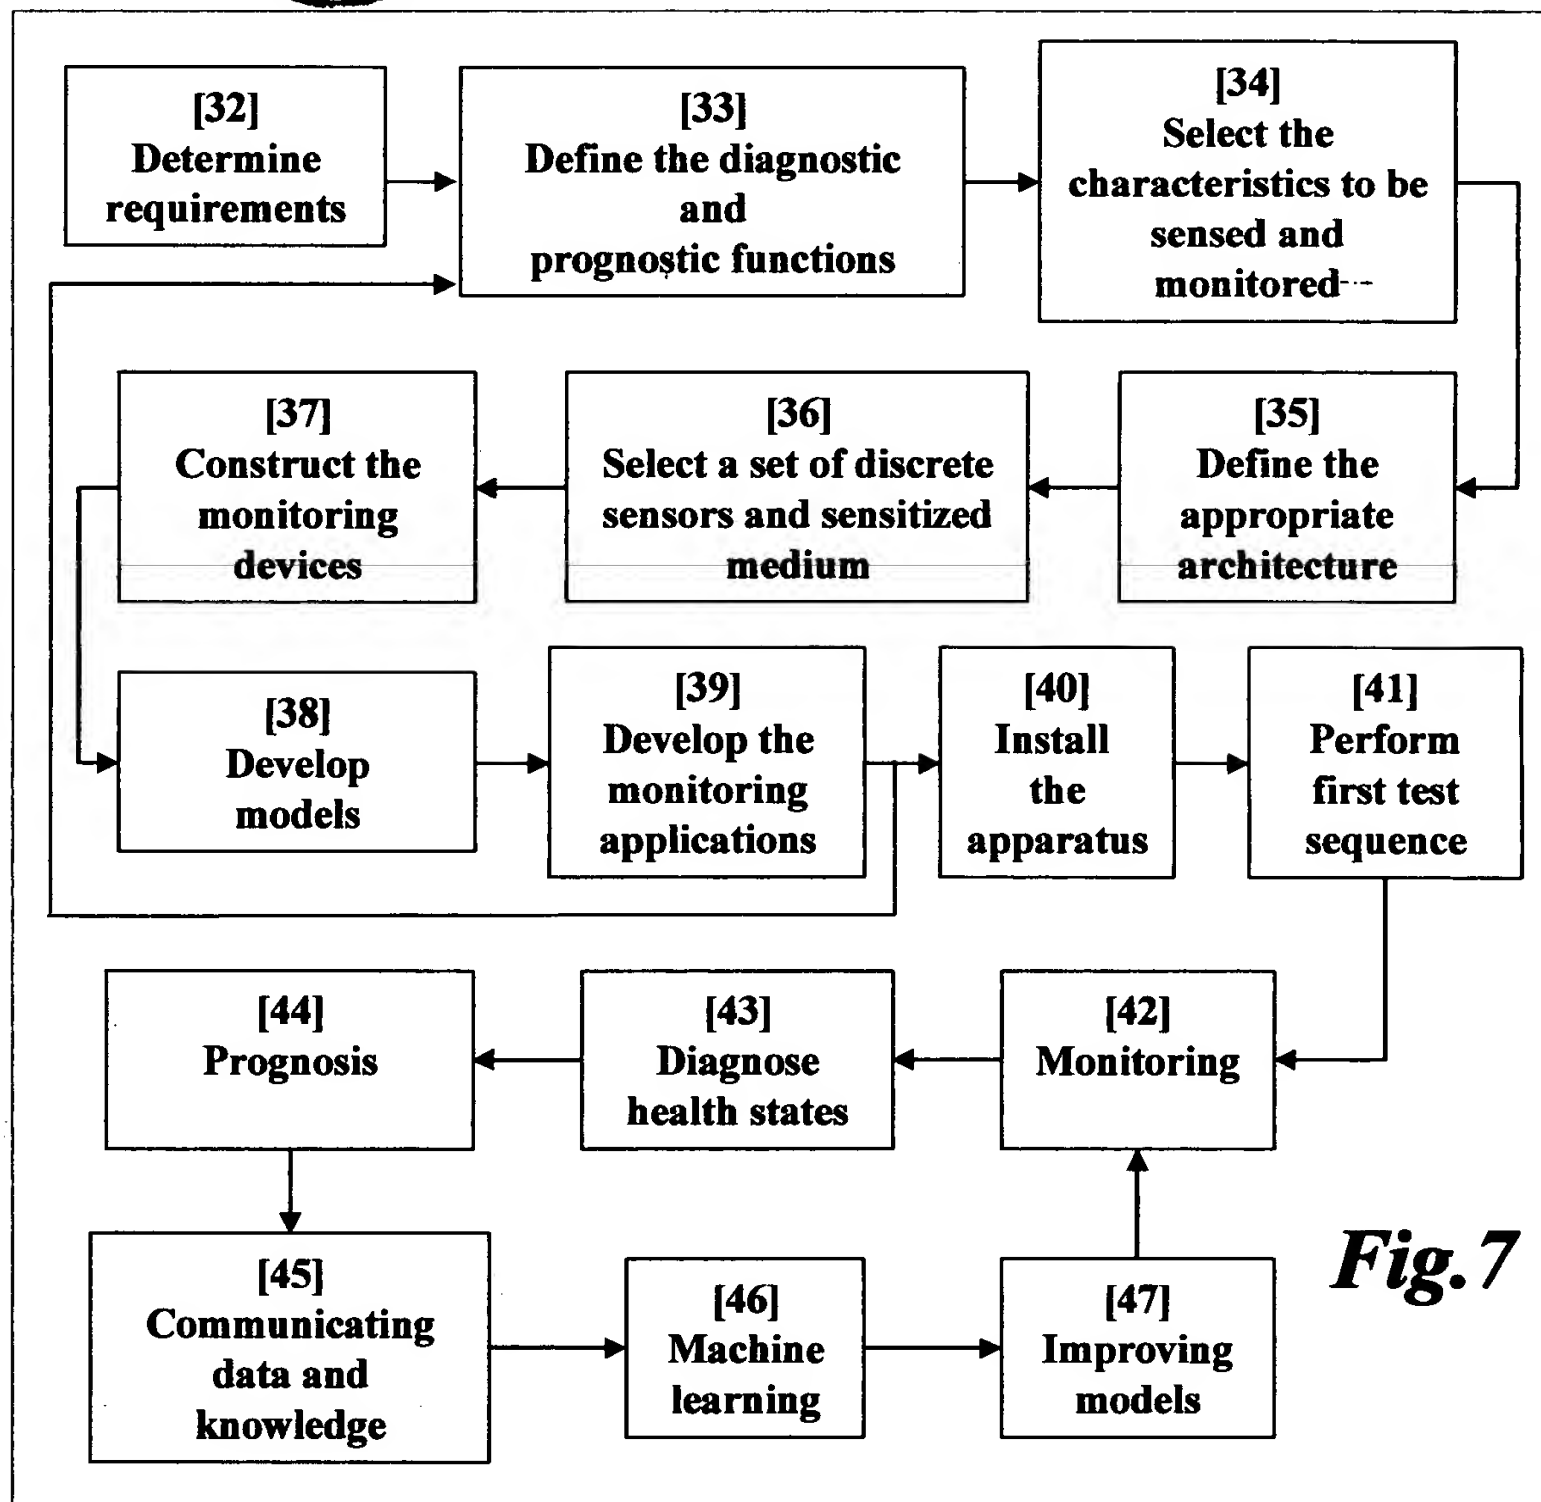 [32]
Determine
requirements
[33]
Define the diagnostic
and
prognostic functions
[34]
Select the
characteristics to be
sensed and
monitored
[35]
Define the
appropriate
architecture
[36]
Select a set of discrete
sensors and sensitized
medium
[37]
Construct the
monitoring
devices
[38]
Develop
models
[39]
Develop the
monitoring
applications
[40]
Install
the
apparatus
[41]
Perform
first test
sequence
[42]
Monitoring
[43]
Diagnose
health states
[44]
Prognosis
[45]
Communicating
data and
knowledge
[46]
Machine
learning
[47]
Improving
models
Fig.7